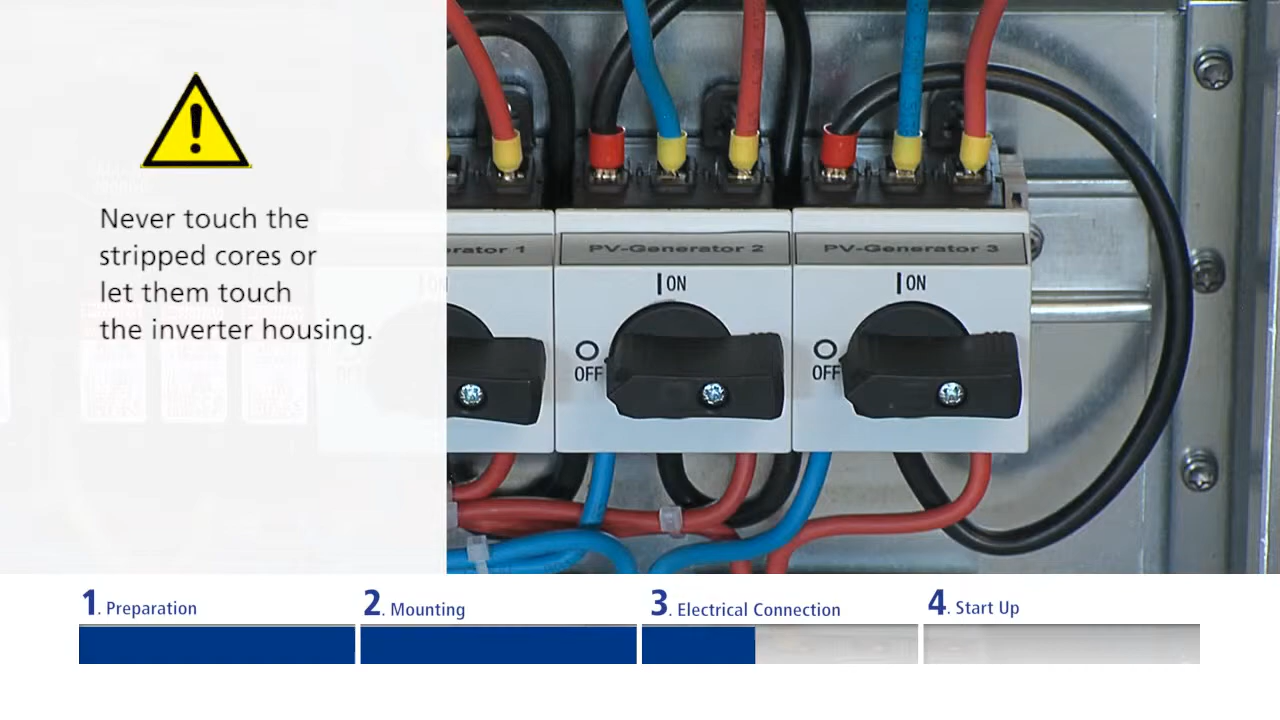 Never touch the
stripped cores or
let them touch
the inverter housing.
erator 1
PV-Generator 2
PV-Generator 3
ON
ON
ON
OFF
OFF
1. Preparation
2. Mounting
3. Electrical Connection
4. Start Up